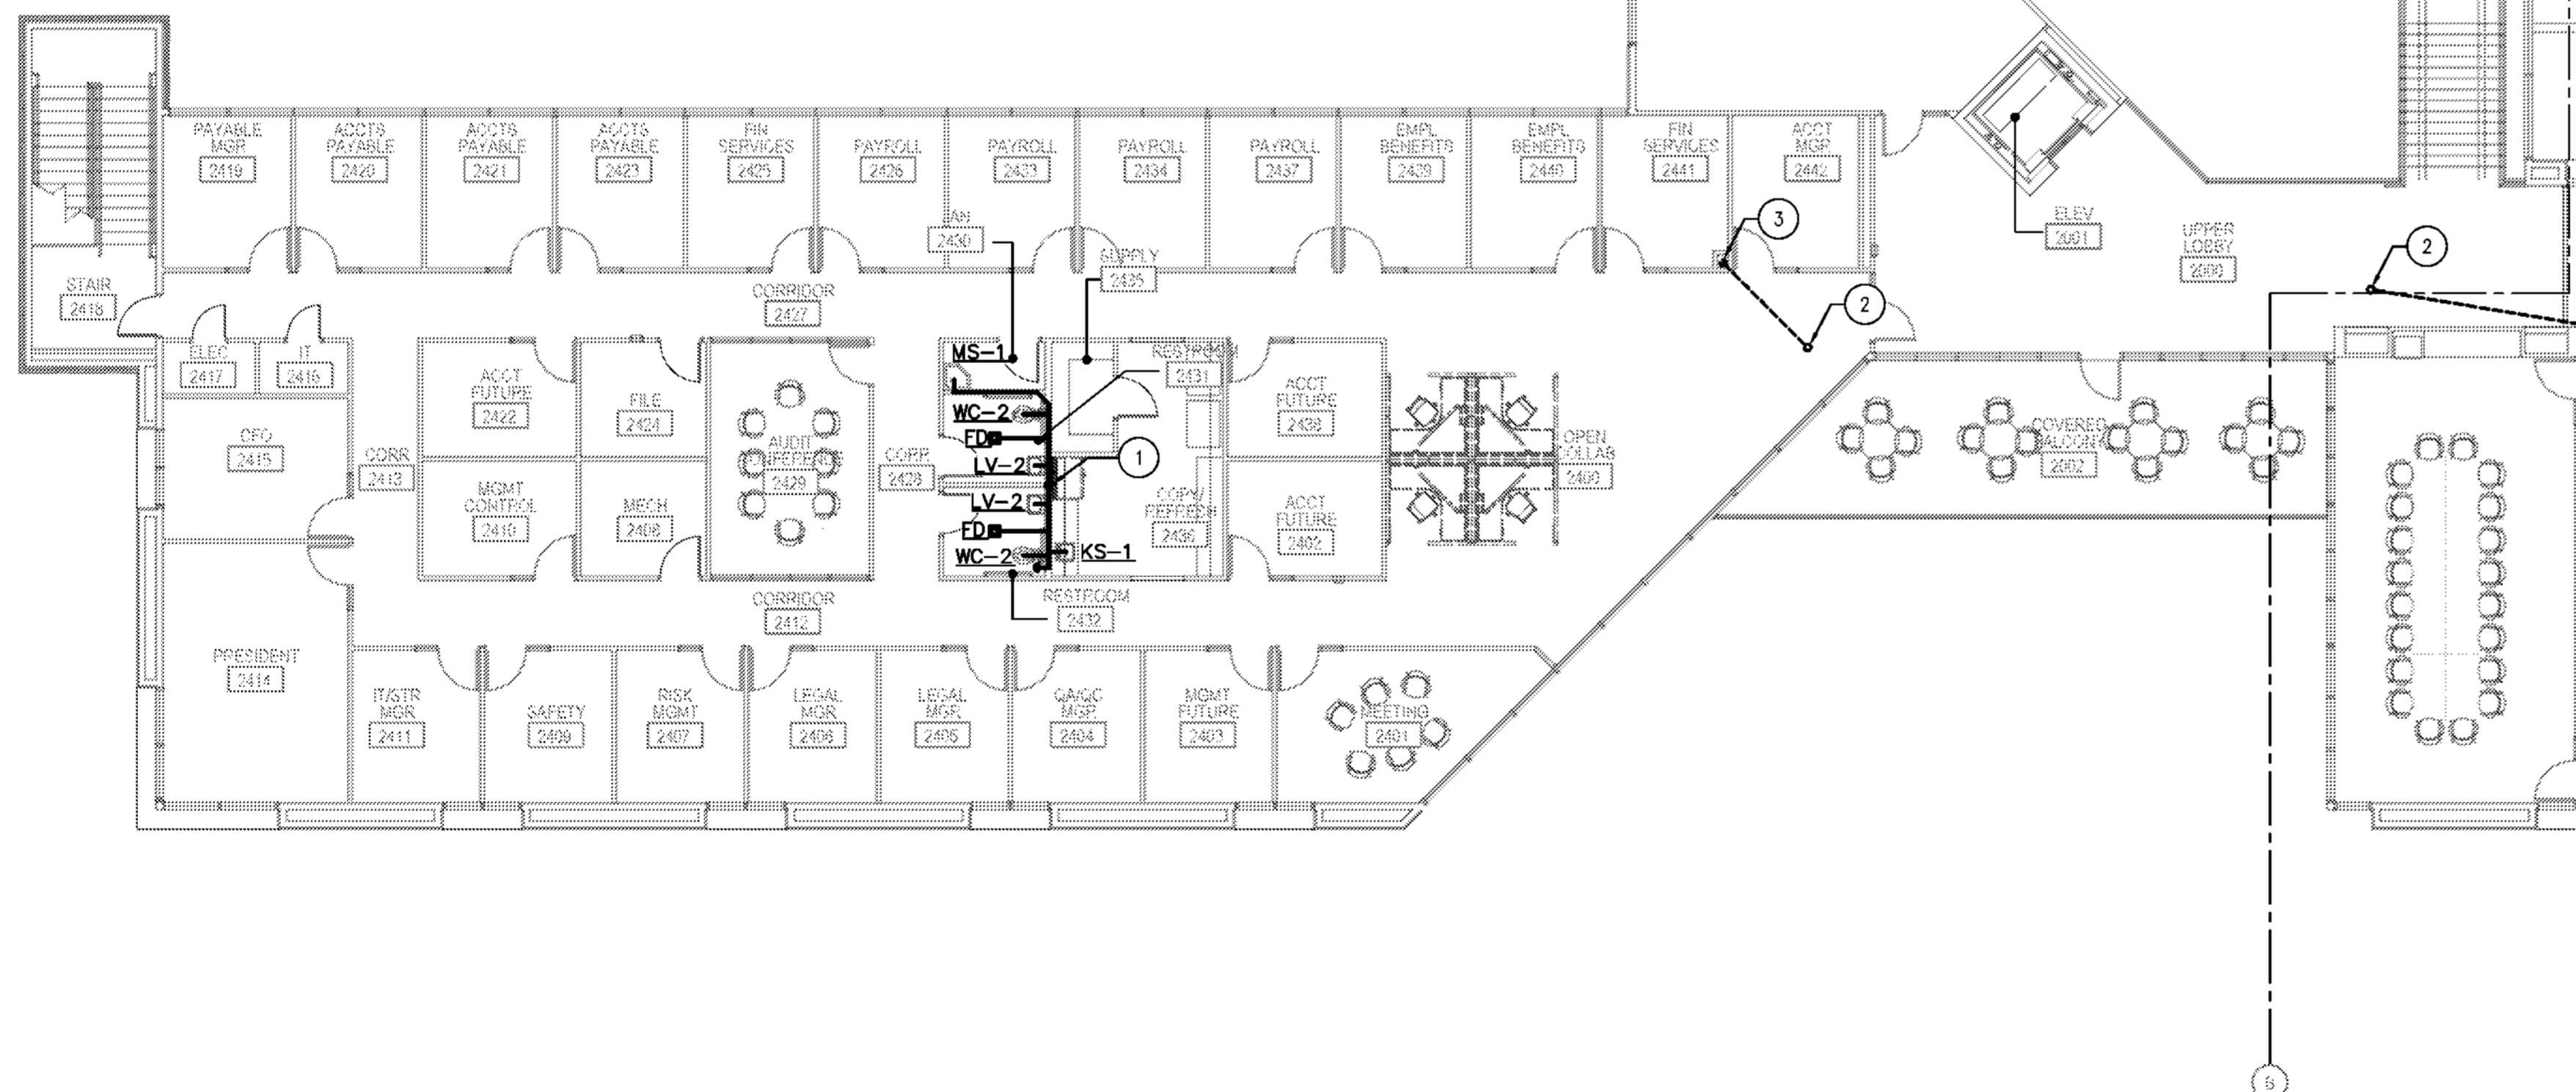 PAYABLE
MGR
2419
ACCTS
PAYABLE
2420
ACCTS
PAYABLE
2421
ACCTS
PAYABLE
2423
FIN
SERVICES
2425
PAYROLL
2426
PAYROLL
2433
PAYROLL
2434
PAYROLL
2437
EMPL
BENEFITS
2439
EMPL
BENEFITS
2440
FIN
SERVICES
2441
ACCT
MGR
2442
3
2
ELEV
2001
UPPER
LOBBY
2000
2
JAN
2430
SUPPLY
2435
STAIR
2418
CORRIDOR
2427
ELEC
2417
IT
2416
MS-1
RESTROOM
2431
ACCT
FUTURE
2422
FILE
2424
WC-2
ACCT
FUTURE
2438
CFO
2415
CORR
2413
AUDIT
CONFERENCE
2429
CORR
2428
FD
LV-2
1
OPEN
COLLAB
2400
COVERED
BALCONY
2002
MGMT
CONTROL
2410
MECH
2408
LV-2
FD
WC-2
KS-1
COPY/
REFRESH
2436
ACCT
FUTURE
2402
CORRIDOR
2412
RESTROOM
2432
PRESIDENT
2414
IT/STR
MGR
2411
SAFETY
2409
RISK
MGMT
2407
LEGAL
MGR
2406
LEGAL
MGR
2405
QA/QC
MGR
2404
MGMT
FUTURE
2403
MEETING
2401